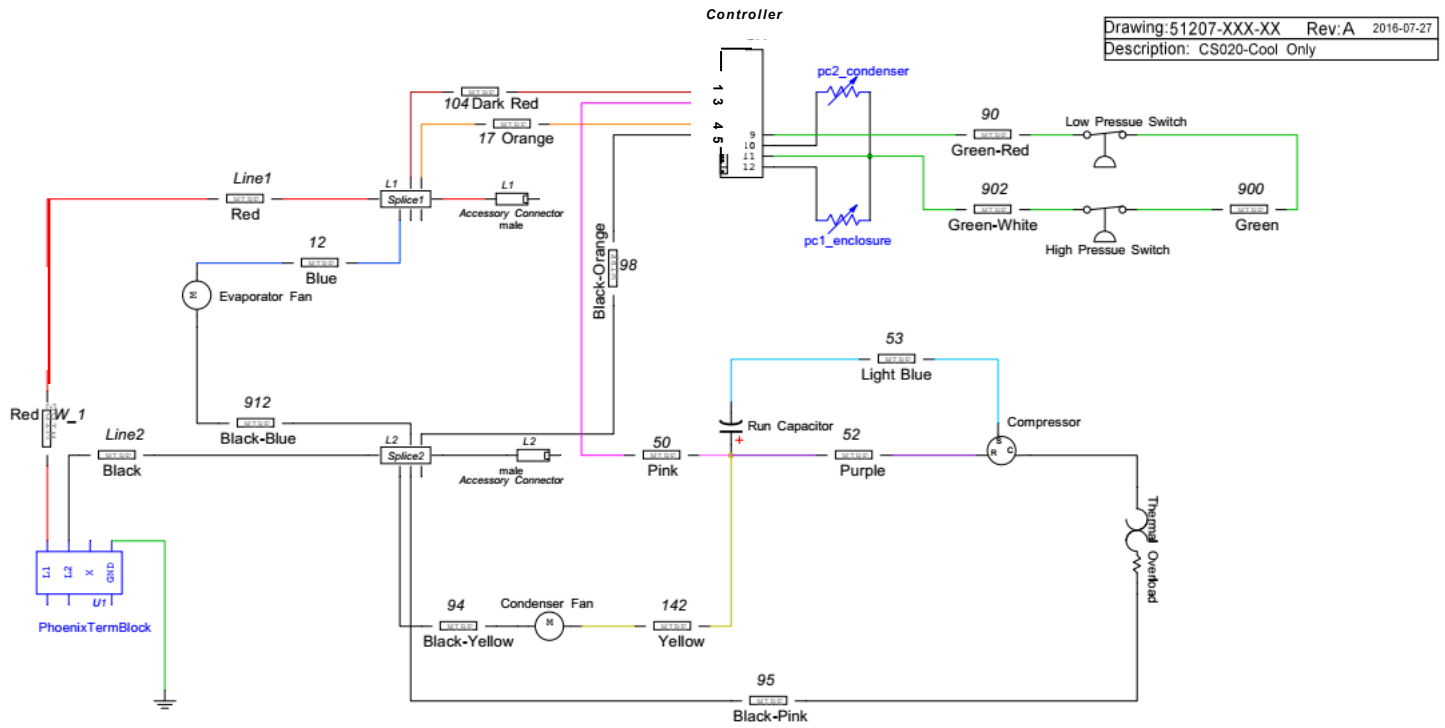 Controller
Drawing:51207-XXX-XX Rev:A 2016-07-27
Description: CS020-Cool Only
1
3
4
5
9
10
11
12
pc2_condenser
pc1_enclosure
104 Dark Red
17 Orange
90
Green-Red
Low Pressue Switch
902
Green-White
High Pressue Switch
900
Green
Line1
Red
L1
Splice1
L1
Accessory Connector
male
12
Blue
Evaporator Fan
Black-Orange
98
53
Light Blue
Red W_1
912
Black-Blue
Line2
Black
L2
Splice2
L2
male
Accessory Connector
50
Pink
Run Capacitor
+
52
Purple
Compressor
S
R
C
Thermal Overload
L1
L2
X
GND
U1
PhoenixTermBlock
94
Black-Yellow
Condenser Fan
M
142
Yellow
M
95
Black-Pink